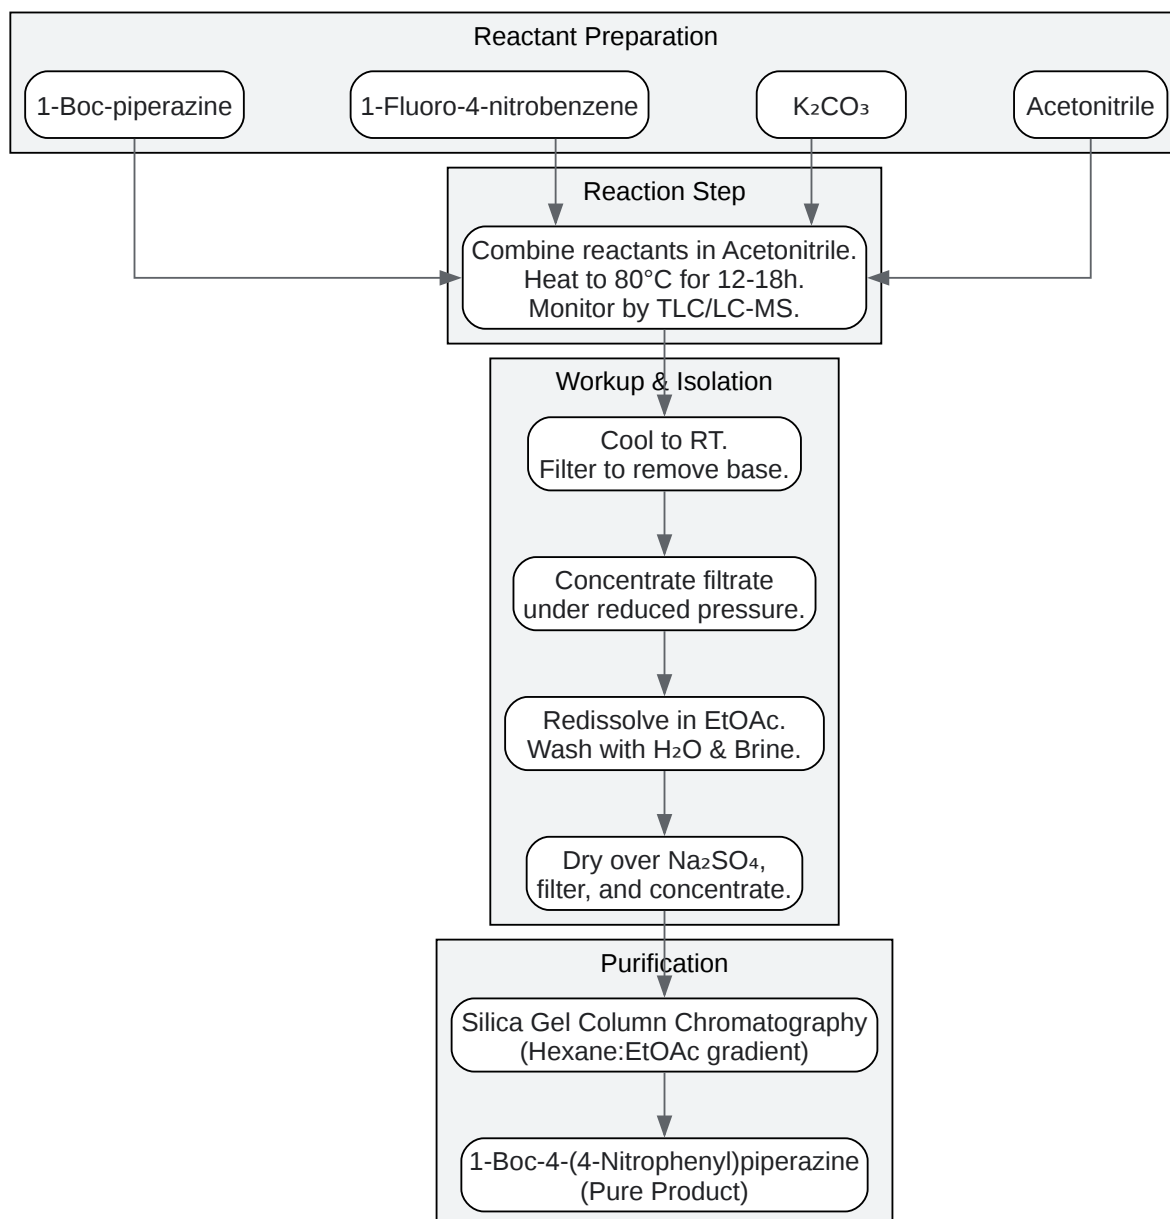 Reactant Preparation
1-Boc-piperazine
1-Fluoro-4-nitrobenzene
K₂CO₃
Acetonitrile
Reaction Step
Combine reactants in Acetonitrile.
Heat to 80°C for 12-18h.
Monitor by TLC/LC-MS.
Workup & Isolation
Cool to RT.
Filter to remove base.
Concentrate filtrate
under reduced pressure.
Redissolve in EtOAc.
Wash with H₂O & Brine.
Dry over Na₂SO₄,
filter, and concentrate.
Purification
Silica Gel Column Chromatography
(Hexane:EtOAc gradient)
1-Boc-4-(4-Nitrophenyl)piperazine
(Pure Product)